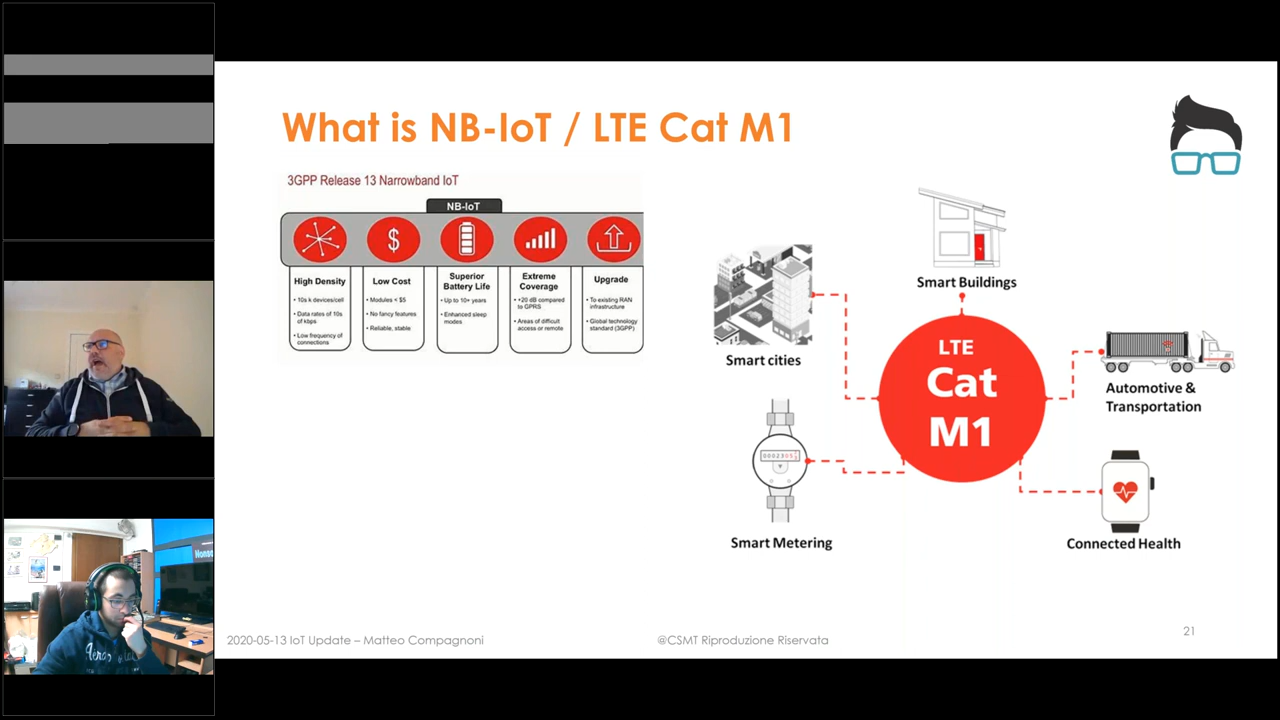 What is NB-IoT / LTE Cat M1
3GPP Release 13 Narrowband IoT
NB-IoT
High Density
• 10s k devices/cell
• Data rates of 10s
of kbps
• Low frequency of
connections
$
Low Cost
• Modules < $5
• No fancy features
• Reliable, stable
Superior
Battery Life
• Up to 10+ years
• Enhanced sleep
modes
Extreme
Coverage
• +20 dB compared
to GPRS
• Areas of difficult
access or remote
Upgrade
• To existing RAN
infrastructure
• Global technology
standard (3GPP)
Smart Buildings
Smart cities
LTE
Cat
M1
Automotive &
Transportation
Smart Metering
Connected Health
2020-05-13 IoT Update – Matteo Compagnoni
@CSMT Riproduzione Riservata
21